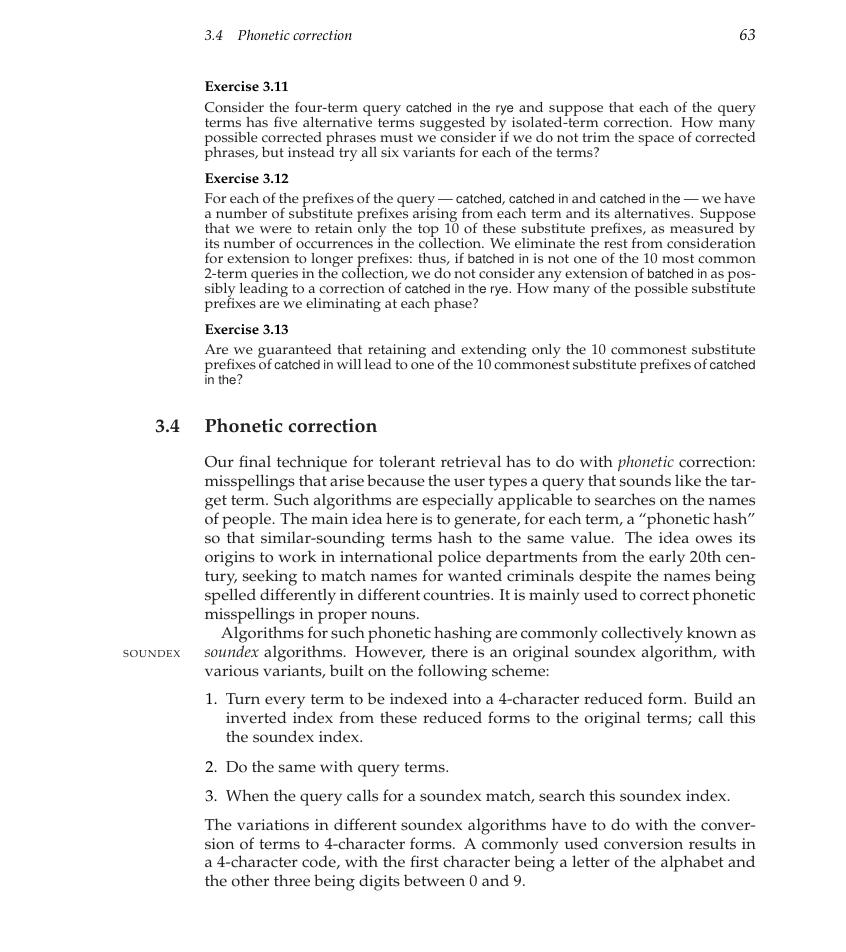 3.4 Phonetic correction 63
Exercise 3.11
Consider the four-term query catched in the rye and suppose that each of the query
terms has five alternative terms suggested by isolated-term correction. How many
possible corrected phrases must we consider if we do not trim the space of corrected
phrases, but instead try all six variants for each of the terms?
Exercise 3.12
For each of the prefixes of the query — catched, catched in and catched in the — we have
a number of substitute prefixes arising from each term and its alternatives. Suppose
that we were to retain only the top 10 of these substitute prefixes, as measured by
its number of occurrences in the collection. We eliminate the rest from consideration
for extension to longer prefixes: thus, if batched in is not one of the 10 most common
2-term queries in the collection, we do not consider any extension of batched in as pos-
sibly leading to a correction of catched in the rye. How many of the possible substitute
prefixes are we eliminating at each phase?
Exercise 3.13
Are we guaranteed that retaining and extending only the 10 commonest substitute
prefixes of catched in will lead to one of the 10 commonest substitute prefixes of catched
in the?
3.4 Phonetic correction
Our final technique for tolerant retrieval has to do with phonetic correction:
misspellings that arise because the user types a query that sounds like the tar-
get term. Such algorithms are especially applicable to searches on the names
of people. The main idea here is to generate, for each term, a “phonetic hash”
so that similar-sounding terms hash to the same value. The idea owes its
origins to work in international police departments from the early 20th cen-
tury, seeking to match names for wanted criminals despite the names being
spelled differently in different countries. It is mainly used to correct phonetic
misspellings in proper nouns.
Algorithms for such phonetic hashing are commonly collectively known as
SOUNDEX soundex algorithms. However, there is an original soundex algorithm, with
various variants, built on the following scheme:
1. Turn every term to be indexed into a 4-character reduced form. Build an
inverted index from these reduced forms to the original terms; call this
the soundex index.
2. Do the same with query terms.
3. When the query calls for a soundex match, search this soundex index.
The variations in different soundex algorithms have to do with the conver-
sion of terms to 4-character forms. A commonly used conversion results in
a 4-character code, with the first character being a letter of the alphabet and
the other three being digits between 0 and 9.